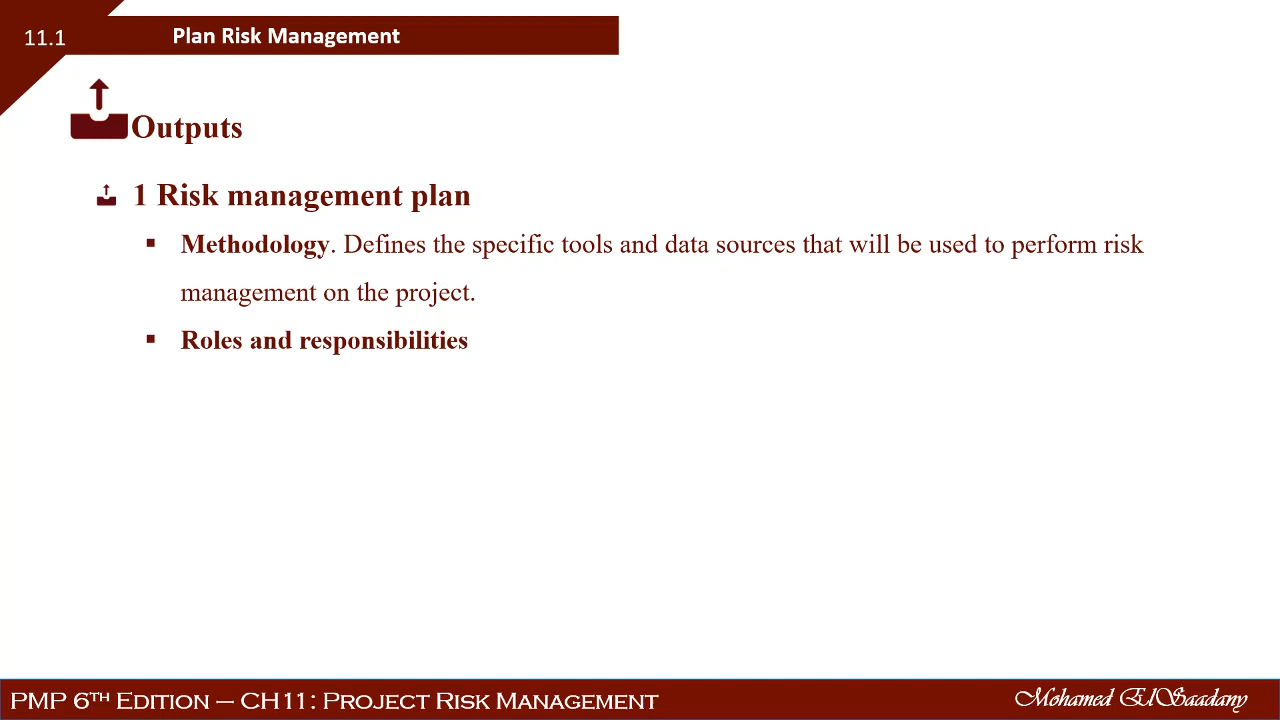 11.1
Plan Risk Management
Outputs
1 Risk management plan
▪ Methodology. Defines the specific tools and data sources that will be used to perform risk
management on the project.
▪ Roles and responsibilities
PMP 6TH Edition – CH11: Project Risk Management
Mohamed ElSaadany